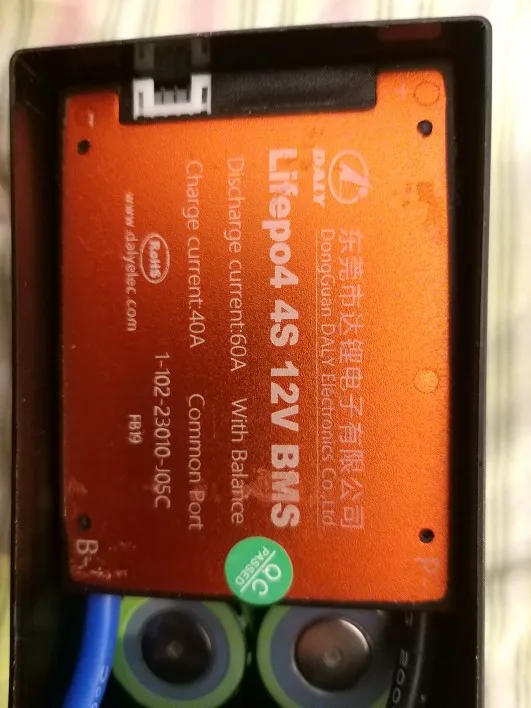 DALY
东莞市达锂电子有限公司
DongGuan DALY Electronics Co.,Ltd.
Lifepo4 4S 12V BMS
Discharge current:60A With Balance
Charge current:40A Common Port
RoHS
1-102-23010-J05C
www.dalyelec.com
FB19
B-
P-
QC
PASSED
200
200